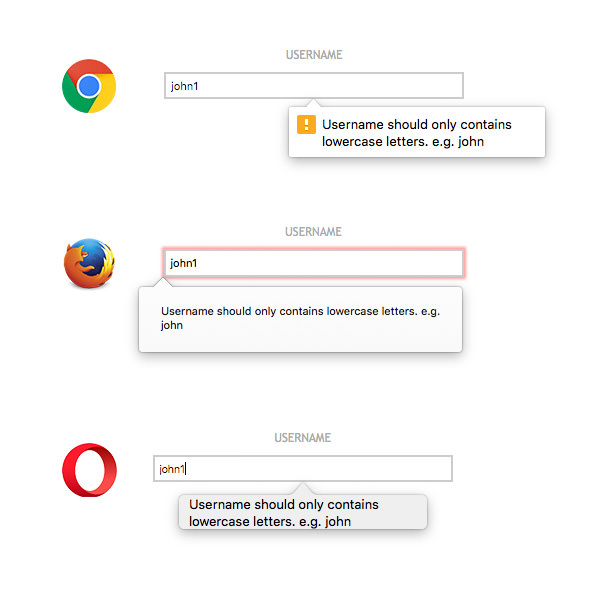 USERNAME
john1
Username should only contains
lowercase letters. e.g. john
USERNAME
john1
Username should only contains lowercase letters. e.g.
john
USERNAME
john1
Username should only contains
lowercase letters. e.g. john